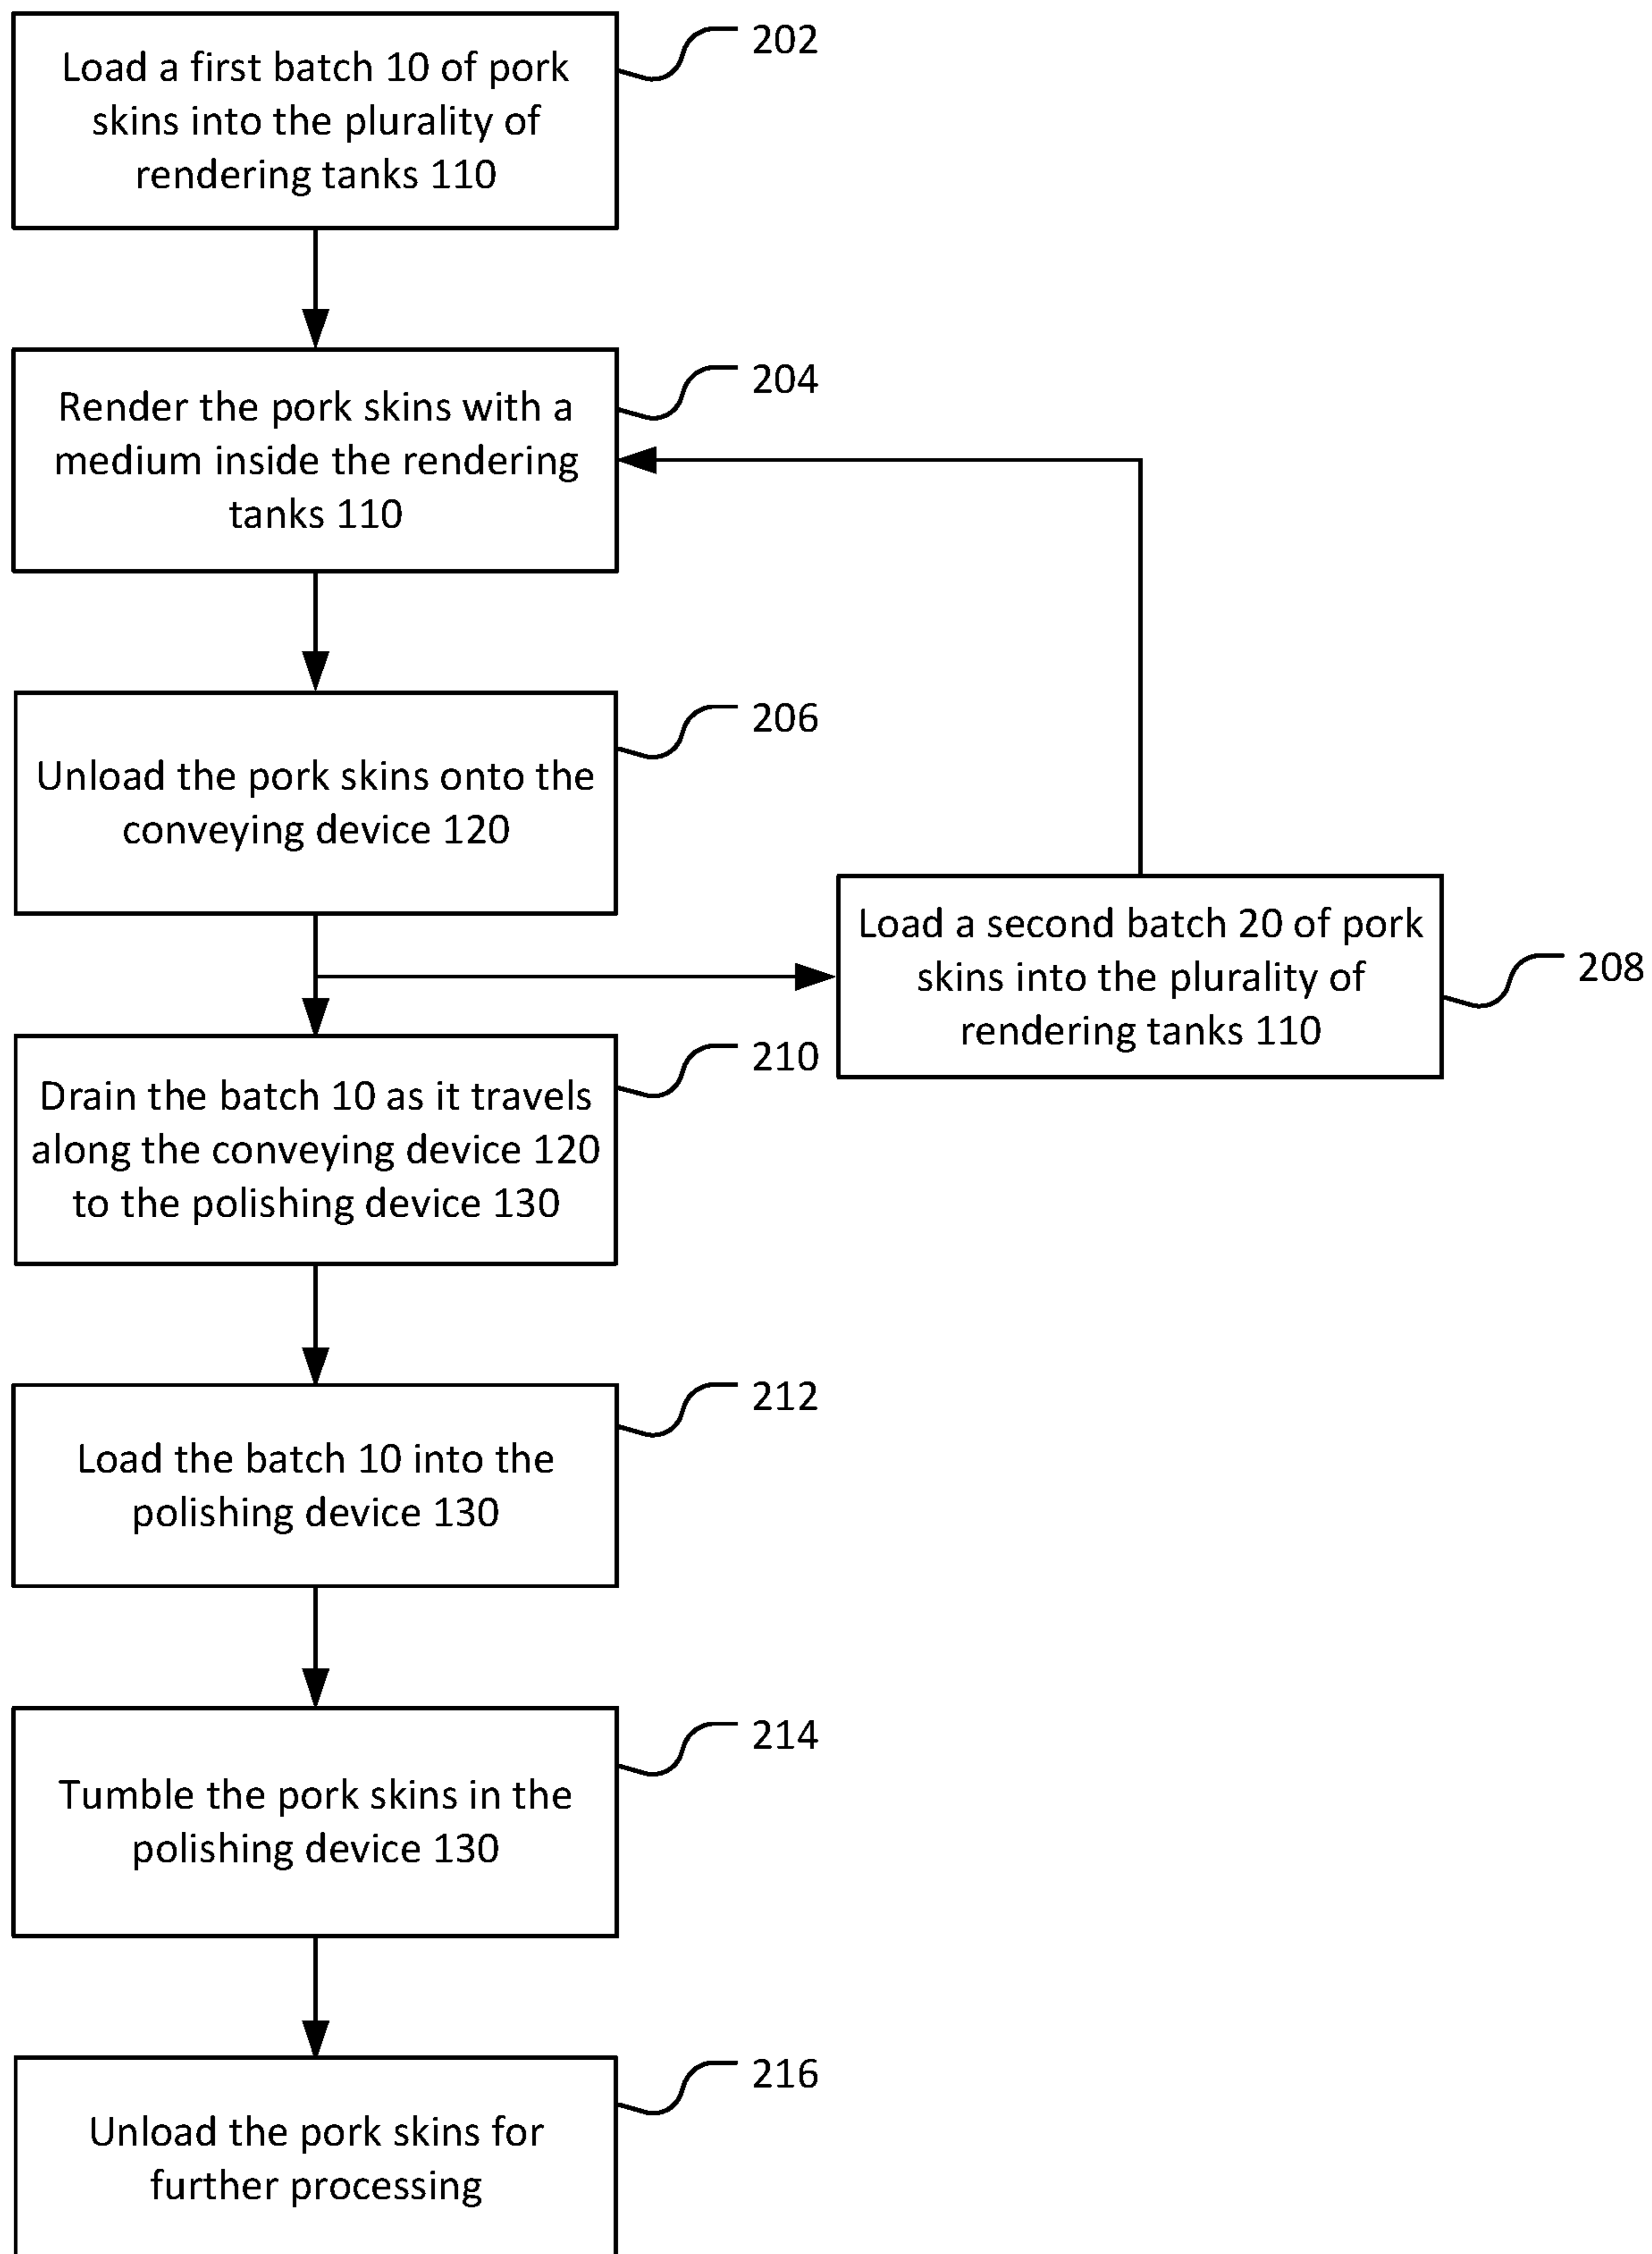 Load a first batch 10 of pork
skins into the plurality of
rendering tanks 110
202
Render the pork skins with a
medium inside the rendering
tanks 110
204
Unload the pork skins onto the
conveying device 120
206
Load a second batch 20 of pork
skins into the plurality of
rendering tanks 110
208
Drain the batch 10 as it travels
along the conveying device 120
to the polishing device 130
210
Load the batch 10 into the
polishing device 130
212
Tumble the pork skins in the
polishing device 130
214
Unload the pork skins for
further processing
216